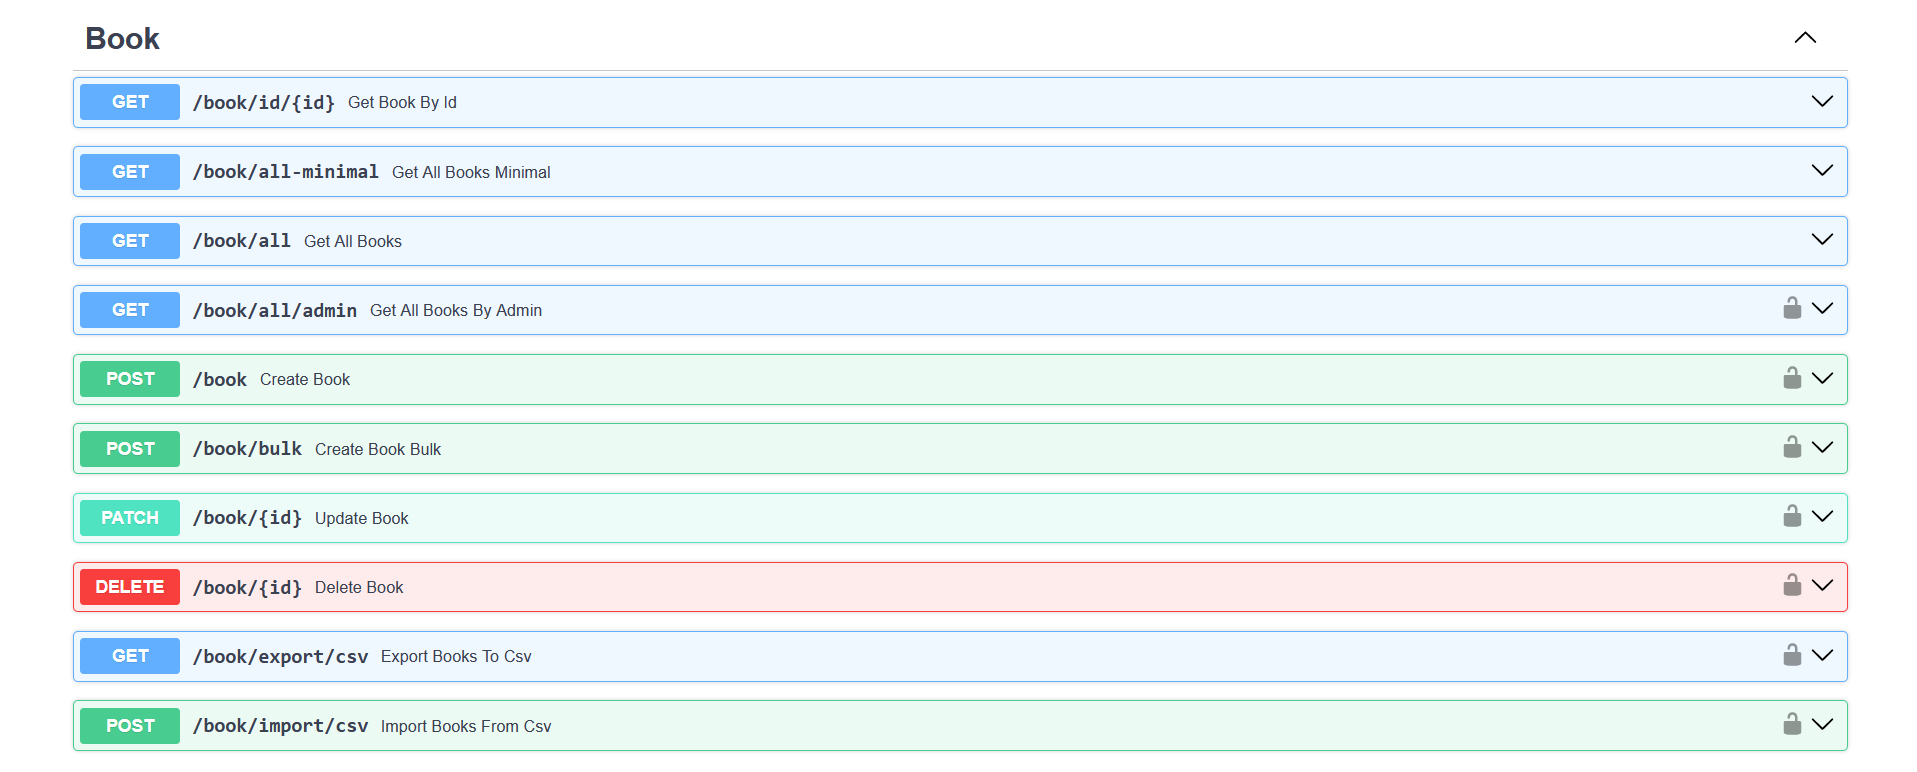 Book
GET /book/id/{id} Get Book By Id
GET /book/all-minimal Get All Books Minimal
GET /book/all Get All Books
GET /book/all/admin Get All Books By Admin
POST /book Create Book
POST /book/bulk Create Book Bulk
PATCH /book/{id} Update Book
DELETE /book/{id} Delete Book
GET /book/export/csv Export Books To Csv
POST /book/import/csv Import Books From Csv